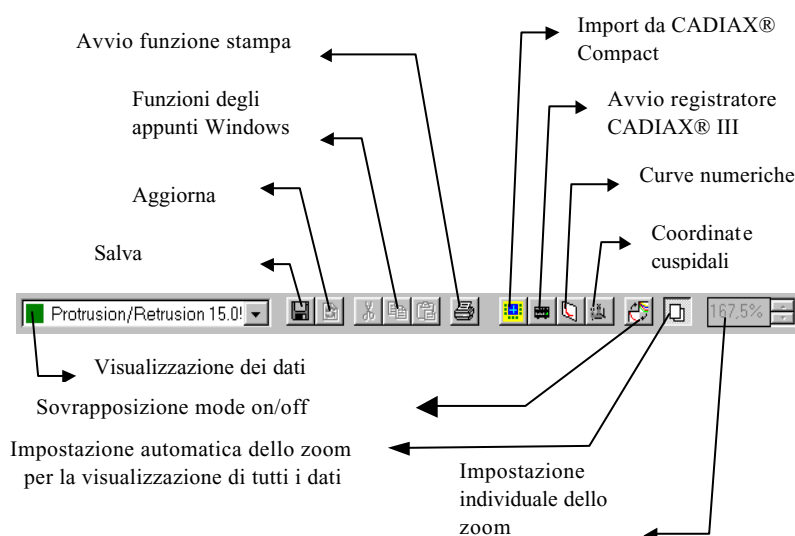 Import da CADIAX®
Compact
Avvio funzione stampa
Funzioni degli
appunti Windows
Avvio registratore
CADIAX® III
Curve numeriche
Aggiorna
Coordinate
cuspidali
Salva
Protrusion/Retrusion 15.0!
167,5%
Visualizzazione dei dati
Sovrapposizione mode on/off
Impostazione automatica dello zoom
per la visualizzazione di tutti i dati
Impostazione
individuale dello
zoom